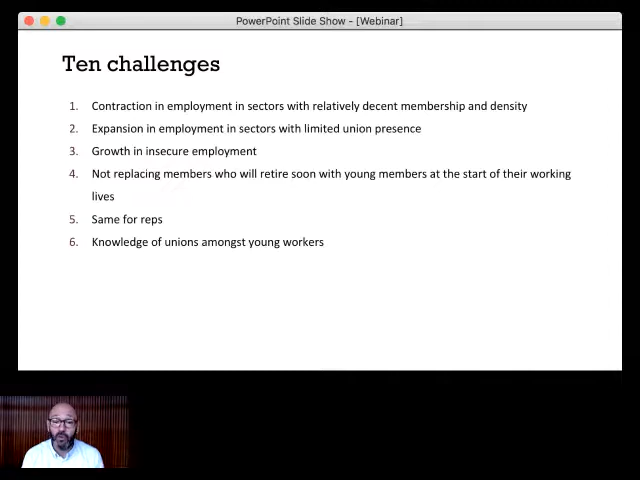 PowerPoint Slide Show - [Webinar]
Ten challenges
1. Contraction in employment in sectors with relatively decent membership and density
2. Expansion in employment in sectors with limited union presence
3. Growth in insecure employment
4. Not replacing members who will retire soon with young members at the start of their working
lives
5. Same for reps
6. Knowledge of unions amongst young workers